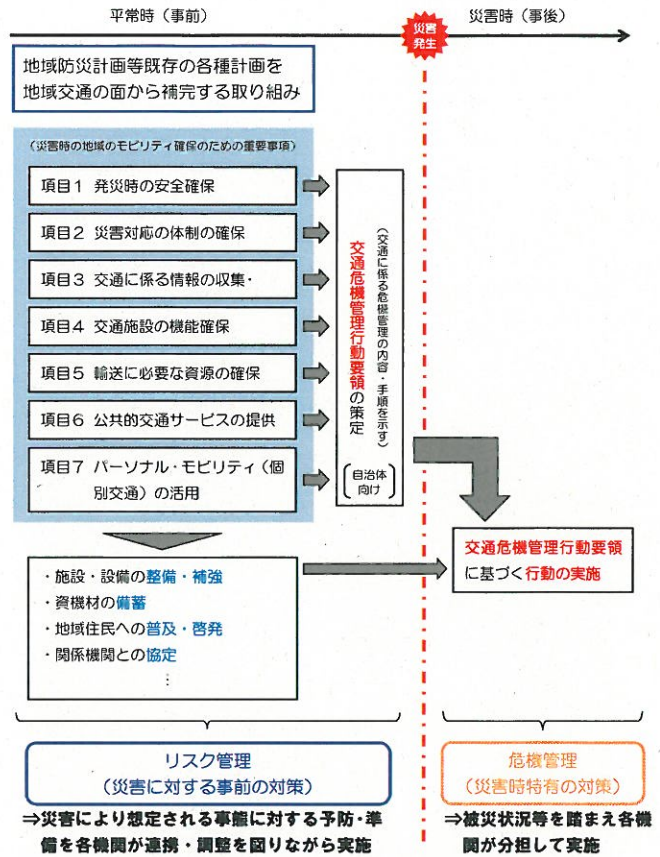 平常時（事前）
災害時（事後）
災害
発生
地域防災計画等既存の各種計画を
地域交通の面から補完する取り組み
（災害時の地域のモビリティ確保のための重要事項）
項目1 発災時の安全確保
項目2 災害対応の体制の確保
項目3 交通に係る情報の収集・
項目4 交通施設の機能確保
項目5 輸送に必要な資源の確保
項目6 公共的交通サービスの提供
項目7 パーソナル・モビリティ（個
別交通）の活用
（交通に係る危機管理の内容・手順を示す）
交通危機管理行動要領の策定
自治体
向け
・施設・設備の整備・補強
・資機材の備蓄
・地域住民への普及・啓発
・関係機関との協定
⋮
交通危機管理行動要領
に基づく行動の実施
リスク管理
（災害に対する事前の対策）
危機管理
（災害時特有の対策）
⇒災害により想定される事態に対する予防・準
備を各機関が連携・調整を図りながら実施
⇒被災状況等を踏まえ各機
関が分担して実施